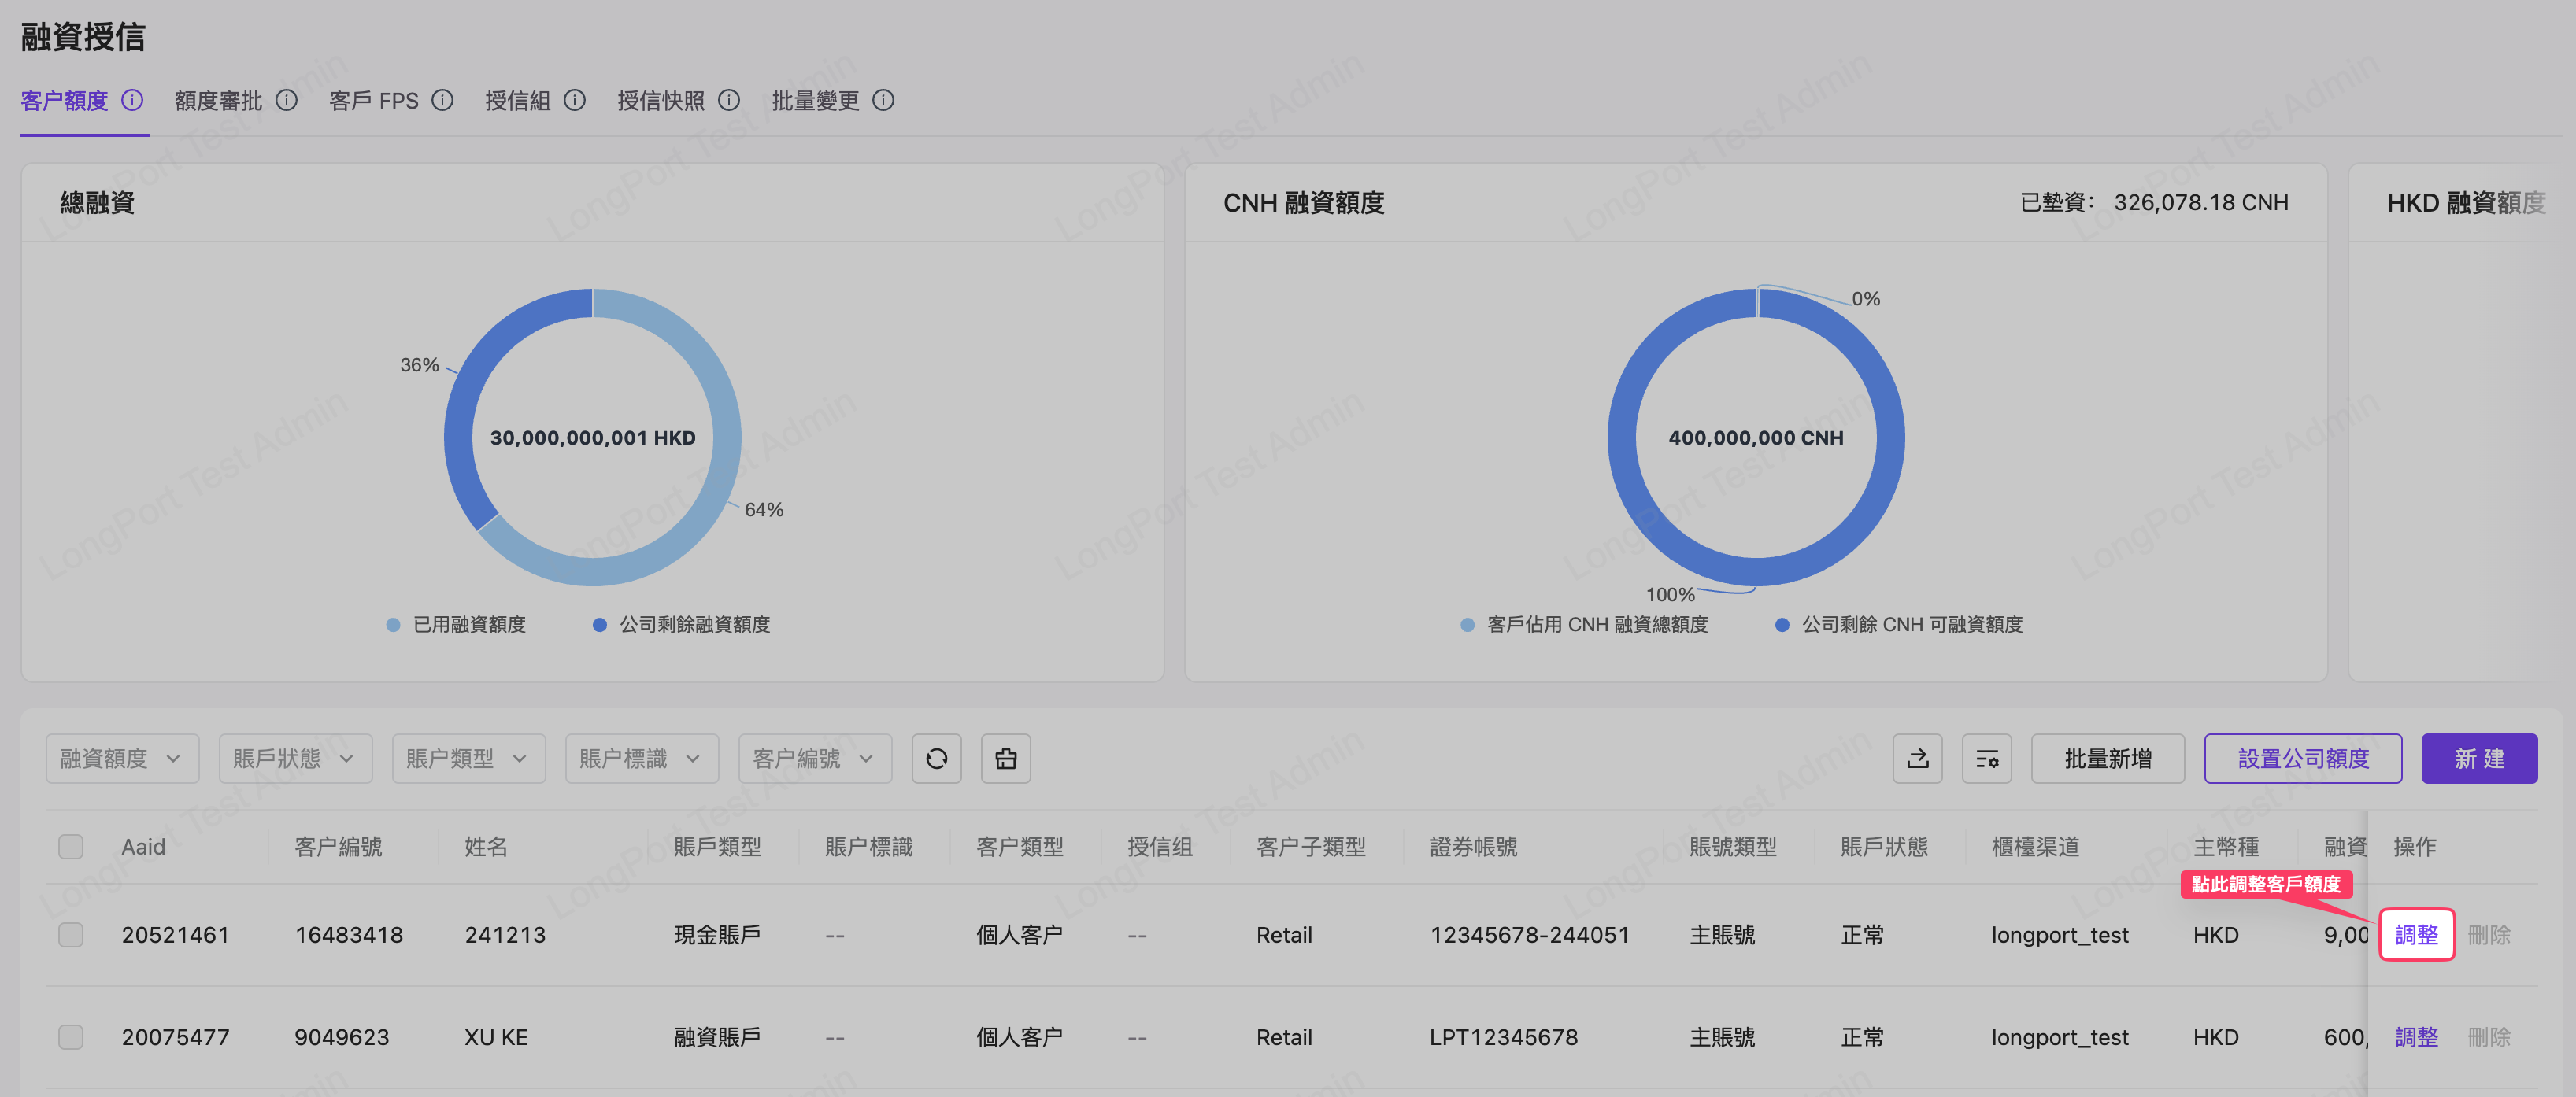 融資授信
客户額度 額度審批 客戶 FPS 授信組 授信快照 批量變更
總融資
36%
30,000,000,001 HKD
64%
已用融資額度 公司剩餘融資額度
CNH 融資額度 已墊資： 326,078.18 CNH
0%
400,000,000 CNH
100%
客戶佔用 CNH 融資總額度 公司剩餘 CNH 可融資額度
HKD 融資額度
融資額度 賬戶狀態 賬户類型 賬户標識 客户編號 批量新增 設置公司額度 新 建
Aaid 客户編號 姓名 賬戶類型 賬户標識 客户類型 授信组 客户子類型 證券帳號 賬號類型 賬戶狀態 櫃檯渠道 主幣種 融資 操作
點此調整客戶額度
20521461 16483418 241213 現金賬戶 -- 個人客户 -- Retail 12345678-244051 主賬號 正常 longport_test HKD 9,00 調整 刪除
20075477 9049623 XU KE 融資賬戶 -- 個人客户 -- Retail LPT12345678 主賬號 正常 longport_test HKD 600, 調整 刪除
LongPort Test Admin